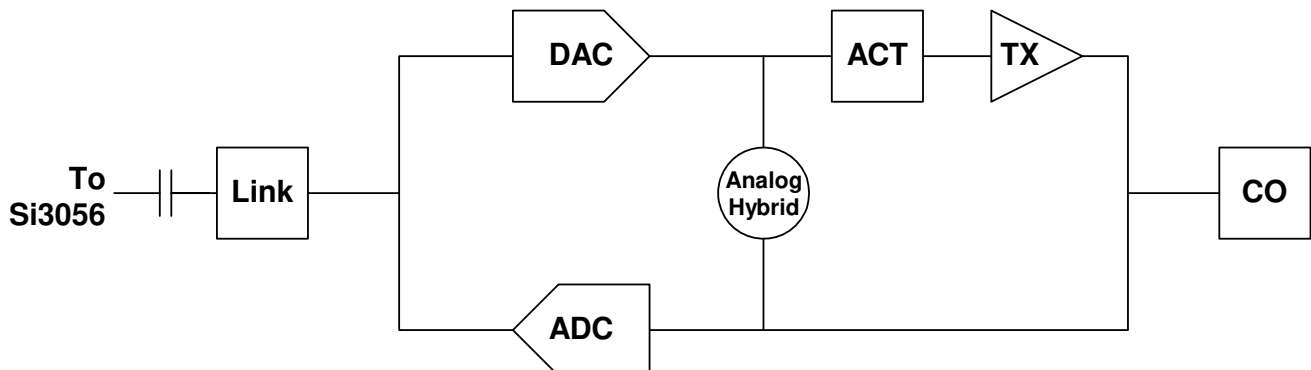 DAC
ACT
TX
To
Si3056
Link
Analog
Hybrid
CO
ADC